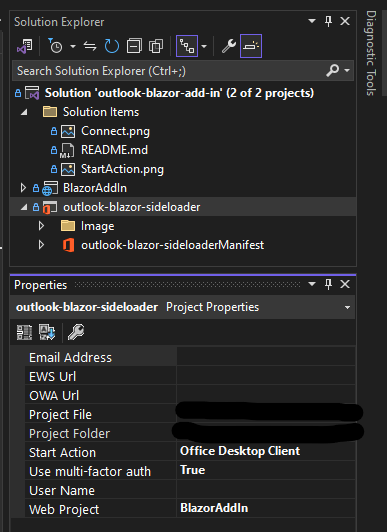 Solution Explorer
Search Solution Explorer (Ctrl+;)
Solution 'outlook-blazor-add-in' (2 of 2 projects)
Solution Items
Connect.png
README.md
StartAction.png
BlazorAddIn
outlook-blazor-sideloader
Image
outlook-blazor-sideloaderManifest
Properties
outlook-blazor-sideloader Project Properties
Email Address
EWS Url
OWA Url
Project File
Project Folder
Start Action Office Desktop Client
Use multi-factor auth True
User Name
Web Project BlazorAddIn
Diagnostic Tools